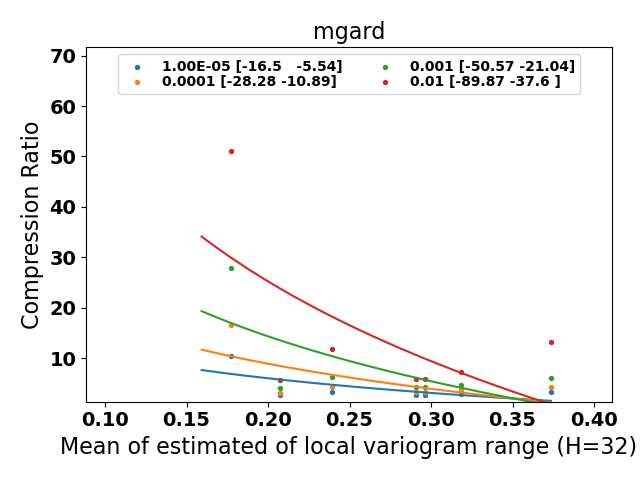 mgard
1.00E-05 [-16.5   -5.54]
0.0001 [-28.28 -10.89]
0.001 [-50.57 -21.04]
0.01 [-89.87 -37.6 ]
Compression Ratio
70
60
50
40
30
20
10
0.10 0.15 0.20 0.25 0.30 0.35 0.40
Mean of estimated of local variogram range (H=32)